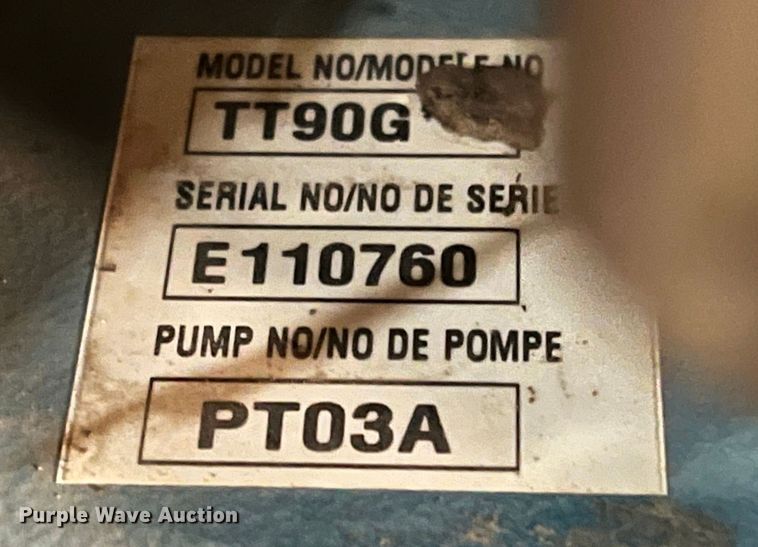 MODEL NO/MODELE NO
TT90G
SERIAL NO/NO DE SERIE
E110760
PUMP NO/NO DE POMPE
PT03A
Purple Wave Auction